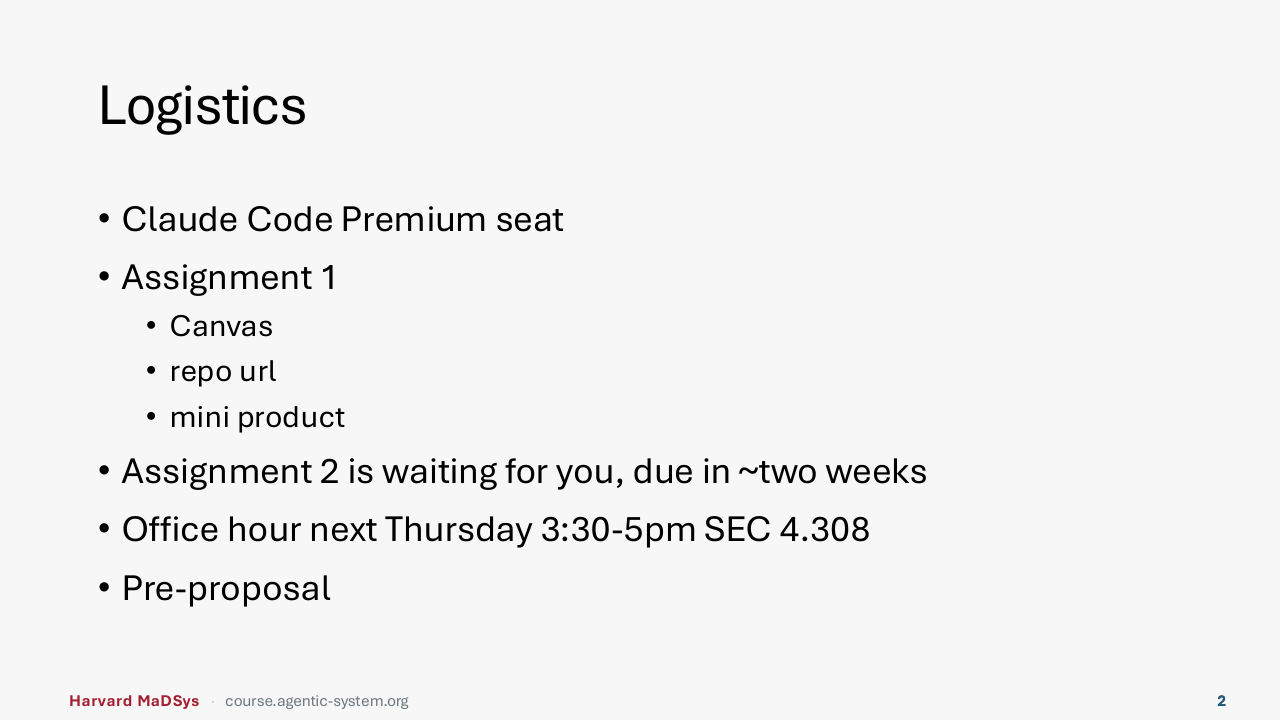 Logistics
• Claude Code Premium seat
• Assignment 1
• Canvas
• repo url
• mini product
• Assignment 2 is waiting for you, due in ~two weeks
• Office hour next Thursday 3:30-5pm SEC 4.308
• Pre-proposal
Harvard MaDSys · course.agentic-system.org 2